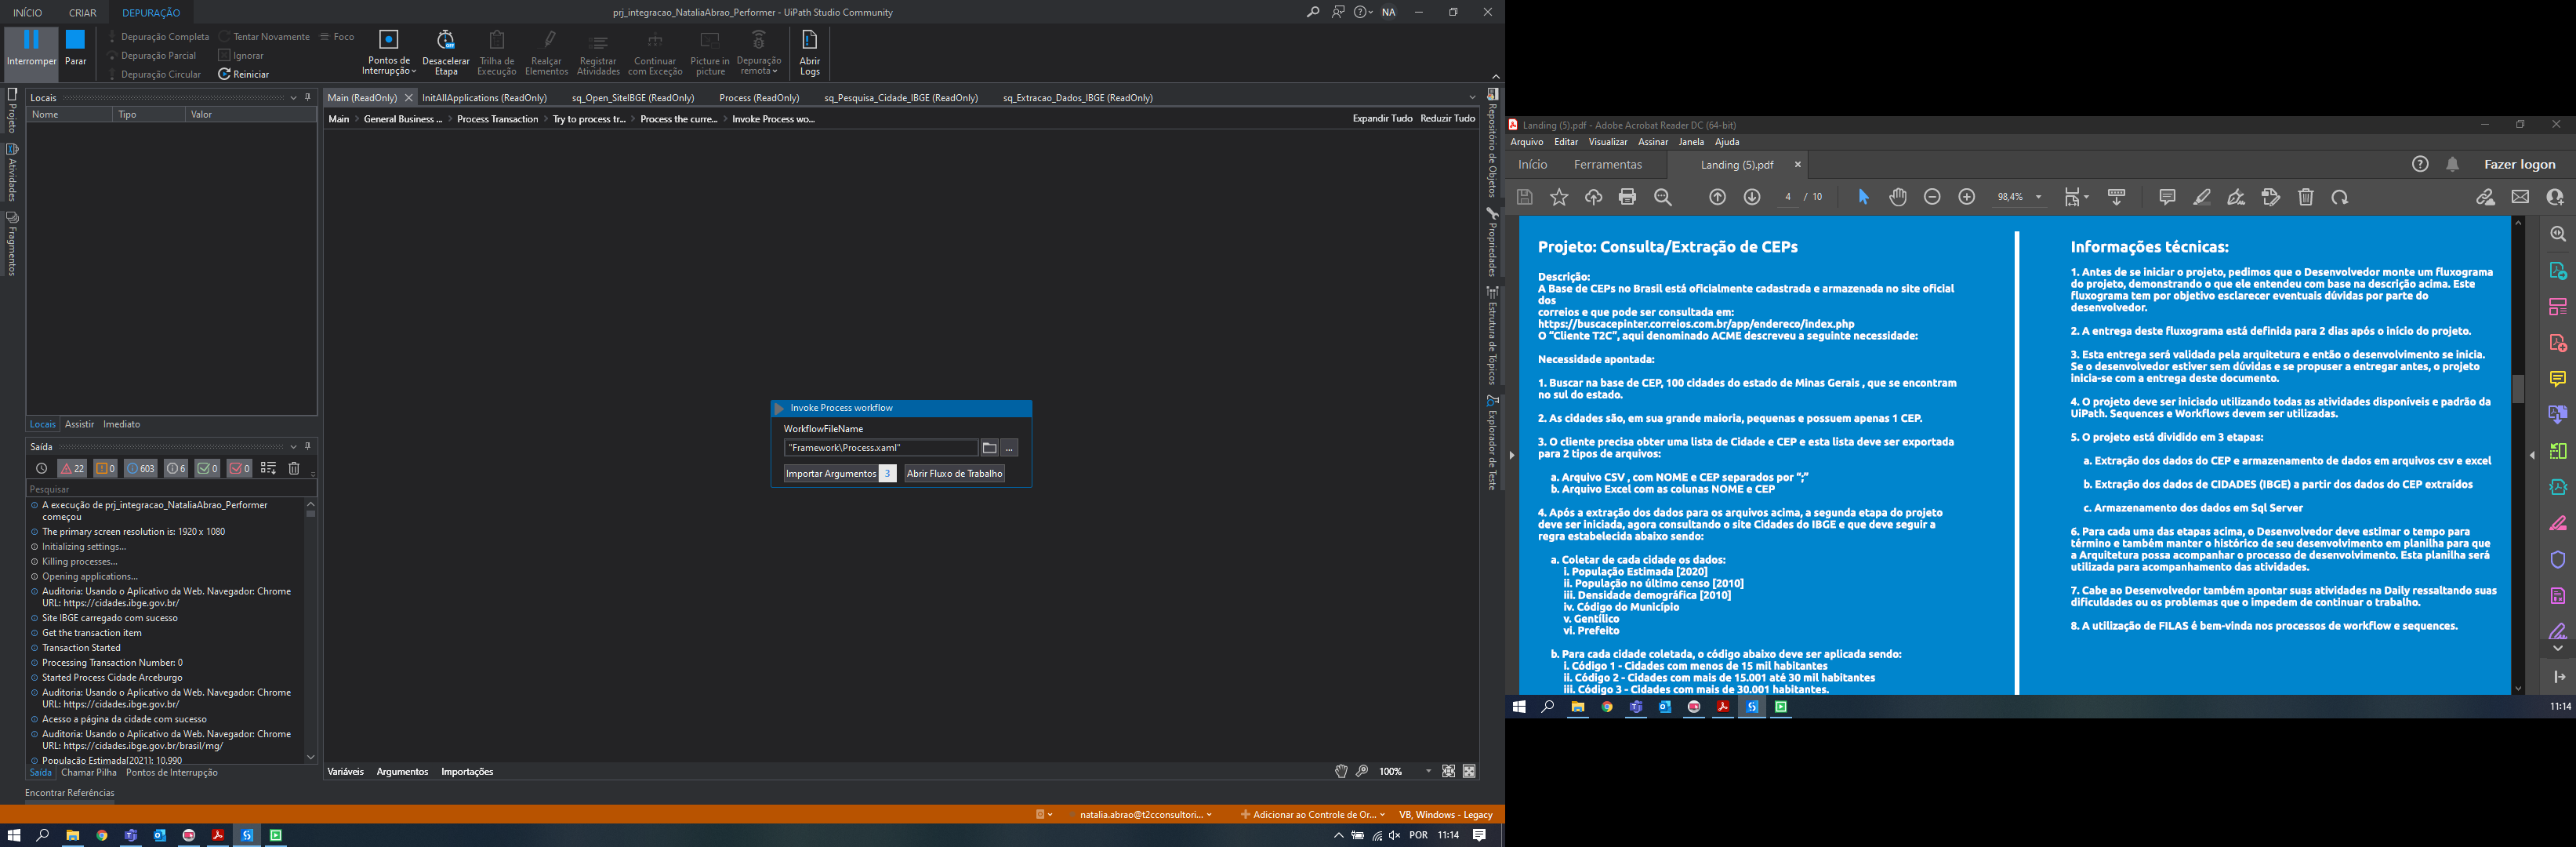 INÍCIO CRIAR DEPURAÇÃO
prj_integracao_NataliaAbrao_Performer - UiPath Studio Community
NA
Interromper
Parar
Depuração Completa
Depuração Parcial
Depuração Circular
Tentar Novamente
Ignorar
Reiniciar
Foco
Pontos de
Interrupção
Desacelerar
Etapa
Trilha de
Execução
Realçar
Elementos
Registrar
Atividades
Continuar
com Exceção
Picture in
picture
Depuração
remota
Abrir
Logs
Projeto
Atividades
Fragmentos
Locais
Nome Tipo Valor
Locais Assistir Imediato
Saída
22 0 603 6 0 0
Pesquisar
A execução de prj_integracao_NataliaAbrao_Performer
começou
The primary screen resolution is: 1920 x 1080
Initializing settings...
Killing processes...
Opening applications...
Auditoria: Usando o Aplicativo da Web. Navegador: Chrome
URL: https://cidades.ibge.gov.br/
Site IBGE carregado com sucesso
Get the transaction item
Transaction Started
Processing Transaction Number: 0
Started Process Cidade Arceburgo
Auditoria: Usando o Aplicativo da Web. Navegador: Chrome
URL: https://cidades.ibge.gov.br/
Acesso a página da cidade com sucesso
Auditoria: Usando o Aplicativo da Web. Navegador: Chrome
URL: https://cidades.ibge.gov.br/brasil/mg/
População Estimada[2021]: 10.990
Saída Chamar Pilha Pontos de Interrupção
Encontrar Referências
Main (ReadOnly) InitAllApplications (ReadOnly) sq_Open_SiteIBGE (ReadOnly) Process (ReadOnly) sq_Pesquisa_Cidade_IBGE (ReadOnly) sq_Extracao_Dados_IBGE (ReadOnly)
Main > General Business ... > Process Transaction > Try to process tr... > Process the curre... > Invoke Process wo...
Expandir Tudo Reduzir Tudo
Invoke Process workflow
WorkflowFileName
"Framework\Process.xaml"
...
Importar Argumentos 3 Abrir Fluxo de Trabalho
Variáveis Argumentos Importações
100%
Repositório de Objetos
Propriedades
Estrutura de Tópicos
Explorador de Teste
natalia.abrao@t2cconsultori...
Adicionar ao Controle de Or...
VB, Windows - Legacy
POR 11:14
Landing (5).pdf - Adobe Acrobat Reader DC (64-bit)
Arquivo Editar Visualizar Assinar Janela Ajuda
Início Ferramentas Landing (5).pdf × Fazer logon
4 / 10 98,4%
Projeto: Consulta/Extração de CEPs
Descrição:
A Base de CEPs no Brasil está oficialmente cadastrada e armazenada no site oficial
dos
correios e que pode ser consultada em:
https://buscacepinter.correios.com.br/app/endereco/index.php
O “Cliente T2C”, aqui denominado ACME descreveu a seguinte necessidade:
Necessidade apontada:
1. Buscar na base de CEP, 100 cidades do estado de Minas Gerais , que se encontram
no sul do estado.
2. As cidades são, em sua grande maioria, pequenas e possuem apenas 1 CEP.
3. O cliente precisa obter uma lista de Cidade e CEP e esta lista deve ser exportada
para 2 tipos de arquivos:
a. Arquivo CSV , com NOME e CEP separados por “;”
b. Arquivo Excel com as colunas NOME e CEP
4. Após a extração dos dados para os arquivos acima, a segunda etapa do projeto
deve ser iniciada, agora consultando o site Cidades do IBGE e que deve seguir a
regra estabelecida abaixo sendo:
a. Coletar de cada cidade os dados:
i. População Estimada [2020]
ii. População no último censo [2010]
iii. Densidade demográfica [2010]
iv. Código do Município
v. Gentílico
vi. Prefeito
b. Para cada cidade coletada, o código abaixo deve ser aplicada sendo:
i. Código 1 - Cidades com menos de 15 mil habitantes
ii. Código 2 - Cidades com mais de 15.001 até 30 mil habitantes
iii. Código 3 - Cidades com mais de 30.001 habitantes.
Informações técnicas:
1. Antes de se iniciar o projeto, pedimos que o Desenvolvedor monte um fluxograma
do projeto, demonstrando o que ele entendeu com base na descrição acima. Este
fluxograma tem por objetivo esclarecer eventuais dúvidas por parte do
desenvolvedor.
2. A entrega deste fluxograma está definida para 2 dias após o início do projeto.
3. Esta entrega será validada pela arquitetura e então o desenvolvimento se inicia.
Se o desenvolvedor estiver sem dúvidas e se propuser a entregar antes, o projeto
inicia-se com a entrega deste documento.
4. O projeto deve ser iniciado utilizando todas as atividades disponíveis e padrão da
UiPath. Sequences e Workflows devem ser utilizadas.
5. O projeto está dividido em 3 etapas:
a. Extração dos dados do CEP e armazenamento de dados em arquivos csv e excel
b. Extração dos dados de CIDADES (IBGE) a partir dos dados do CEP extraídos
c. Armazenamento dos dados em Sql Server
6. Para cada uma das etapas acima, o Desenvolvedor deve estimar o tempo para
término e também manter o histórico de seu desenvolvimento em planilha para que
a Arquitetura possa acompanhar o processo de desenvolvimento. Esta planilha será
utilizada para acompanhamento das atividades.
7. Cabe ao Desenvolvedor também apontar suas atividades na Daily ressaltando suas
dificuldades ou os problemas que o impedem de continuar o trabalho.
8. A utilização de FILAS é bem-vinda nos processos de workflow e sequences.
11:14